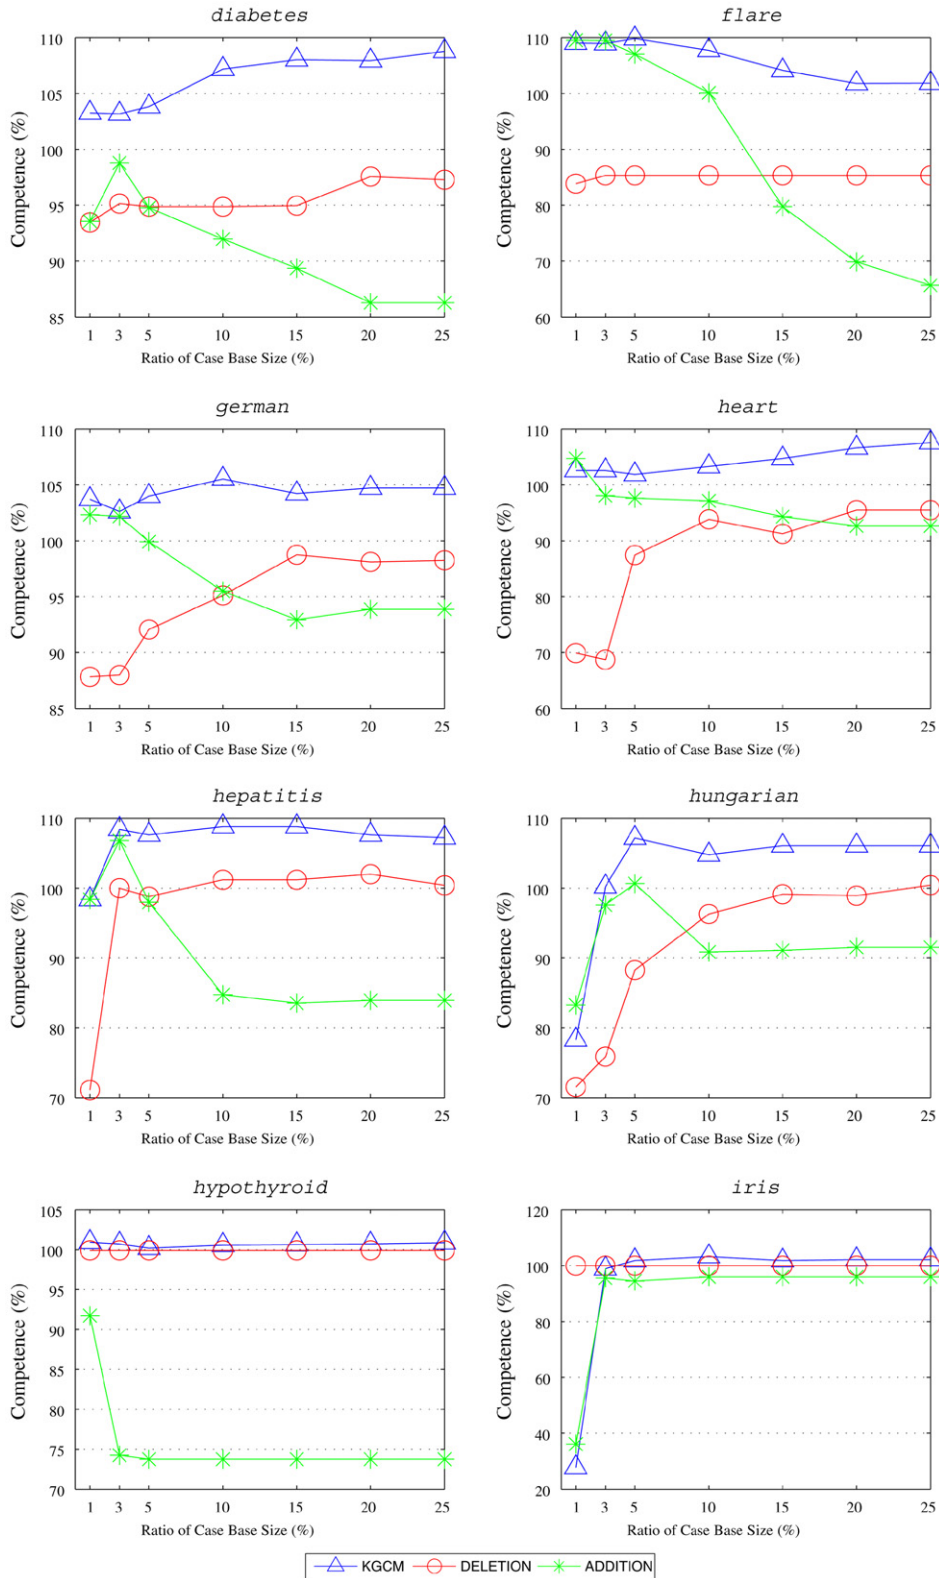 diabetes
110
105
100
95
90
85
Competence (%)
1 3 5 10 15 20 25
Ratio of Case Base Size (%)
flare
110
100
90
80
70
60
Competence (%)
1 3 5 10 15 20 25
Ratio of Case Base Size (%)
german
110
105
100
95
90
85
Competence (%)
1 3 5 10 15 20 25
Ratio of Case Base Size (%)
heart
110
100
90
80
70
60
Competence (%)
1 3 5 10 15 20 25
Ratio of Case Base Size (%)
hepatitis
110
100
90
80
70
Competence (%)
1 3 5 10 15 20 25
Ratio of Case Base Size (%)
hungarian
110
100
90
80
70
Competence (%)
1 3 5 10 15 20 25
Ratio of Case Base Size (%)
hypothyroid
105
100
95
90
85
80
75
70
Competence (%)
1 3 5 10 15 20 25
Ratio of Case Base Size (%)
iris
120
100
80
60
40
20
Competence (%)
1 3 5 10 15 20 25
Ratio of Case Base Size (%)
KGCM DELETION ADDITION